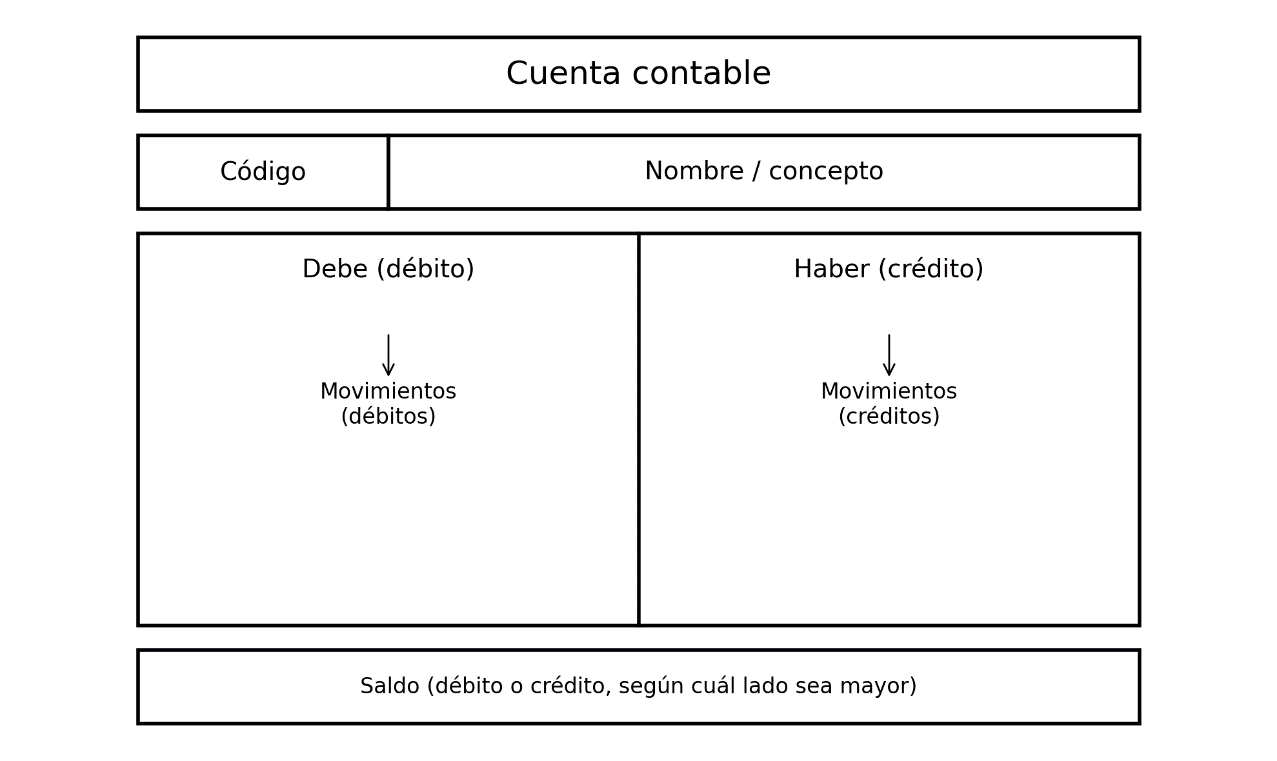 Cuenta contable
Código
Nombre / concepto
Debe (débito)
Haber (crédito)
Movimientos
(débitos)
Movimientos
(créditos)
Saldo (débito o crédito, según cuál lado sea mayor)